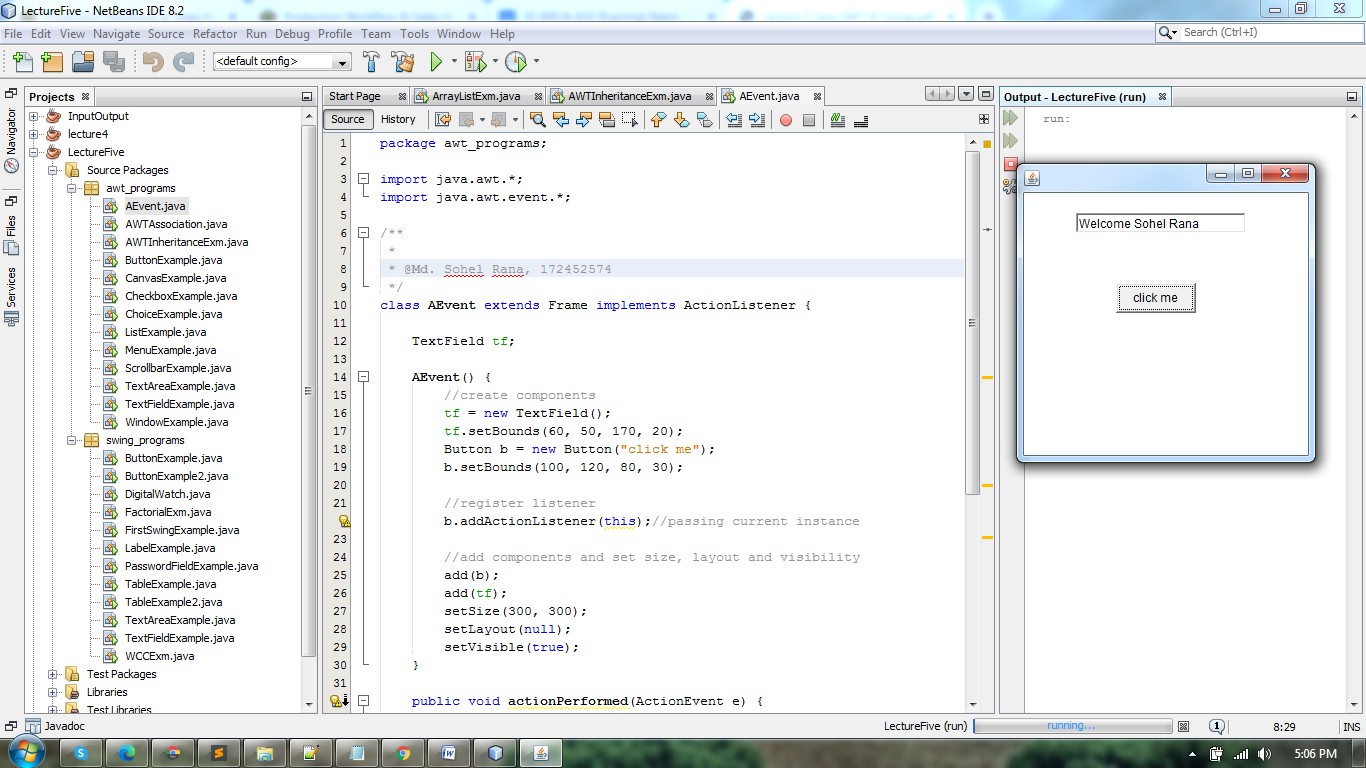 LectureFive - NetBeans IDE 8.2
File Edit View Navigate Source Refactor Run Debug Profile Team Tools Window Help
Search (Ctrl+I)
<default config>
Navigator
Files
Services
Projects
InputOutput
lecture4
LectureFive
Source Packages
awt_programs
AEvent.java
AWTAssociation.java
AWTInheritanceExm.java
ButtonExample.java
CanvasExample.java
CheckboxExample.java
ChoiceExample.java
ListExample.java
MenuExample.java
ScrollbarExample.java
TextAreaExample.java
TextFieldExample.java
WindowExample.java
swing_programs
ButtonExample.java
ButtonExample2.java
DigitalWatch.java
FactorialExm.java
FirstSwingExample.java
LabelExample.java
PasswordFieldExample.java
TableExample.java
TableExample2.java
TextAreaExample.java
TextFieldExample.java
WCCExm.java
Test Packages
Libraries
Test Libraries
Start Page ArrayListExm.java AWTInheritanceExm.java AEvent.java
Source History
1 package awt_programs;
2
3 import java.awt.*;
4 import java.awt.event.*;
5
6 /**
7 *
8 * @Md. Sohel Rana, 172452574
9 */
10 class AEvent extends Frame implements ActionListener {
11
12 TextField tf;
13
14 AEvent() {
15 //create components
16 tf = new TextField();
17 tf.setBounds(60, 50, 170, 20);
18 Button b = new Button("click me");
19 b.setBounds(100, 120, 80, 30);
20
21 //register listener
b.addActionListener(this);//passing current instance
23
24 //add components and set size, layout and visibility
25 add(b);
26 add(tf);
27 setSize(300, 300);
28 setLayout(null);
29 setVisible(true);
30 }
31
public void actionPerformed(ActionEvent e) {
Output - LectureFive (run)
run:
Welcome Sohel Rana
click me
Javadoc
LectureFive (run)
running...
1
8:29
INS
5:06 PM